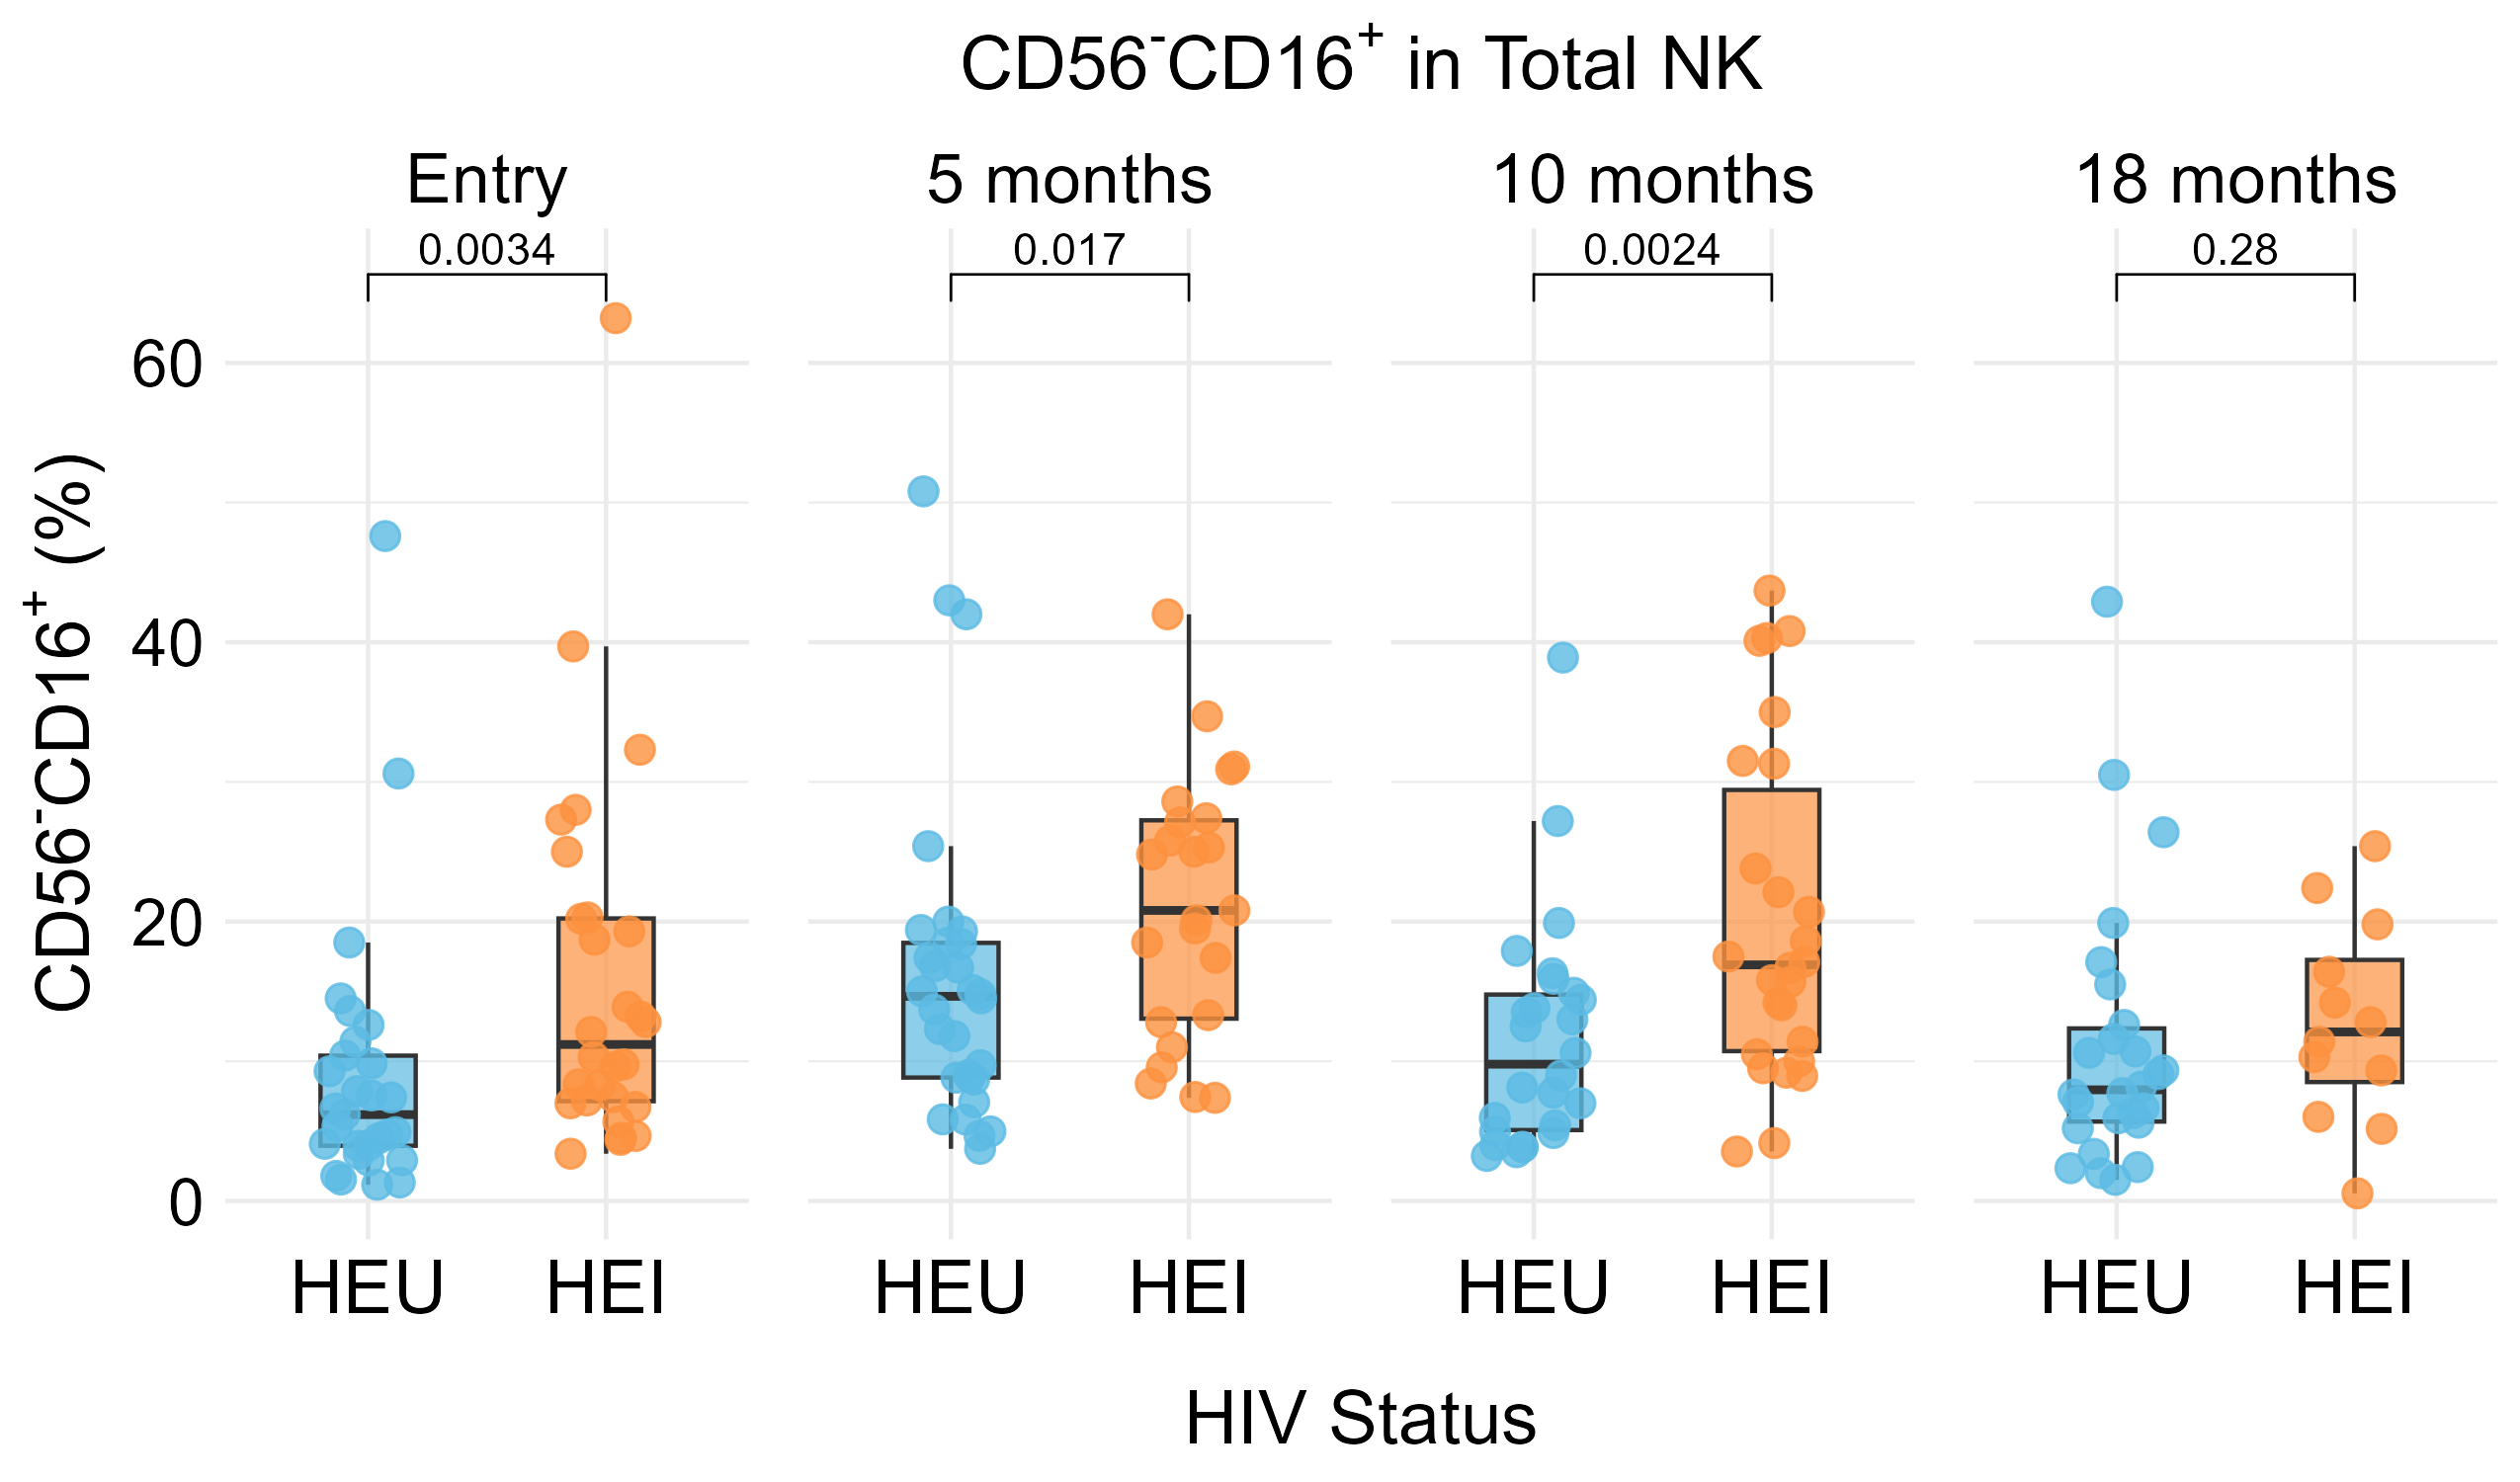 CD56⁻CD16⁺ in Total NK
Entry
5 months
10 months
18 months
0.0034
0.017
0.0024
0.28
CD56⁻CD16⁺ (%)
60
40
20
0
HEU
HEI
HEU
HEI
HEU
HEI
HEU
HEI
HIV Status